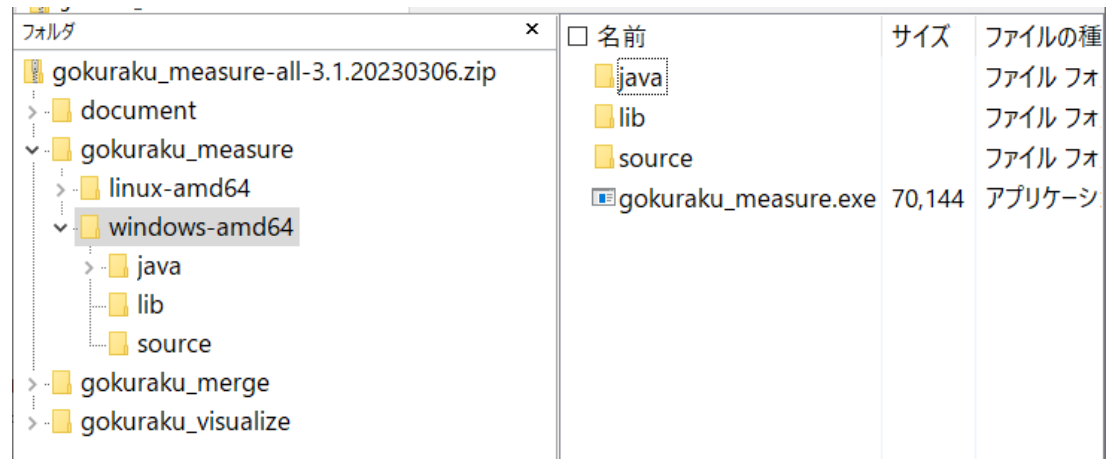 フォルダ ×
gokuraku_measure-all-3.1.20230306.zip
document
gokuraku_measure
linux-amd64
windows-amd64
java
lib
source
gokuraku_merge
gokuraku_visualize
名前 サイズ ファイルの種
java ファイル フォ
lib ファイル フォ
source ファイル フォ
gokuraku_measure.exe 70,144 アプリケーシ